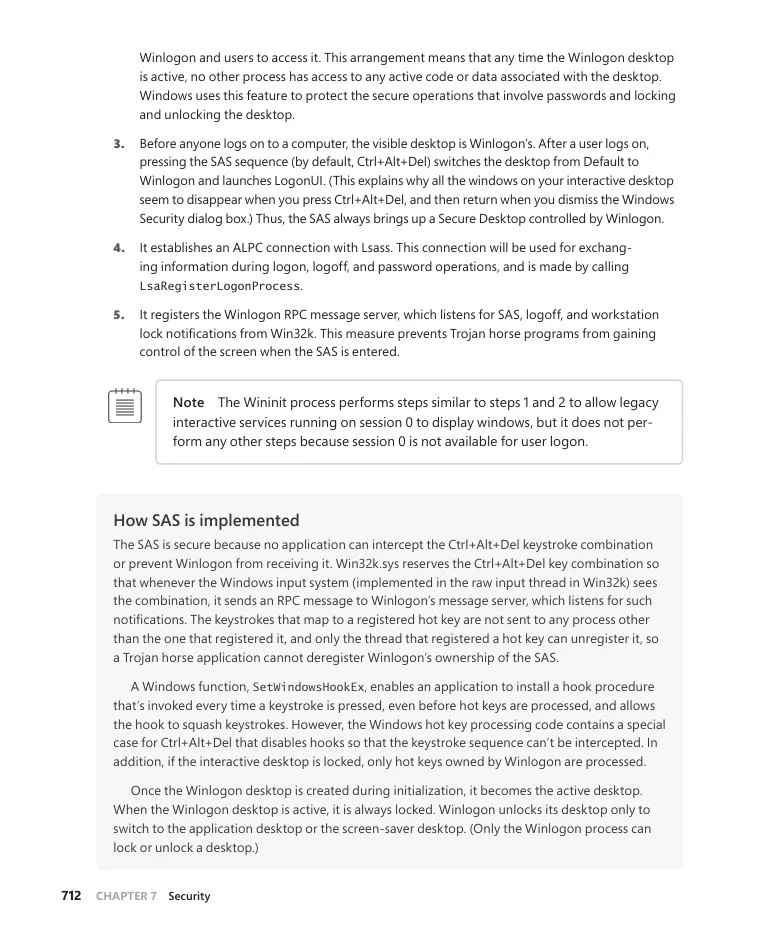 Winlogon and users to access it. This arrangement means that any time the Winlogon desktop
is active, no other process has access to any active code or data associated with the desktop.
Windows uses this feature to protect the secure operations that involve passwords and locking
and unlocking the desktop.
3. Before anyone logs on to a computer, the visible desktop is Winlogon's. After a user logs on,
pressing the SAS sequence (by default, Ctrl+Alt+Del) switches the desktop from Default to
Winlogon and launches LogonUI. (This explains why all the windows on your interactive desktop
seem to disappear when you press Ctrl+Alt+Del, and then return when you dismiss the Windows
Security dialog box.) Thus, the SAS always brings up a Secure Desktop controlled by Winlogon.
4. It establishes an ALPC connection with Lsass. This connection will be used for exchang-
ing information during logon, logoff, and password operations, and is made by calling
LsaRegisterLogonProcess.
5. It registers the Winlogon RPC message server, which listens for SAS, logoff, and workstation
lock notifications from Win32k. This measure prevents Trojan horse programs from gaining
control of the screen when the SAS is entered.
Note The Wininit process performs steps similar to steps 1 and 2 to allow legacy
interactive services running on session 0 to display windows, but it does not per-
form any other steps because session 0 is not available for user logon.
How SAS is implemented
The SAS is secure because no application can intercept the Ctrl+Alt+Del keystroke combination
or prevent Winlogon from receiving it. Win32k.sys reserves the Ctrl+Alt+Del key combination so
that whenever the Windows input system (implemented in the raw input thread in Win32k) sees
the combination, it sends an RPC message to Winlogon's message server, which listens for such
notifications. The keystrokes that map to a registered hot key are not sent to any process other
than the one that registered it, and only the thread that registered a hot key can unregister it, so
a Trojan horse application cannot deregister Winlogon's ownership of the SAS.
A Windows function, SetWindowsHookEx, enables an application to install a hook procedure
that's invoked every time a keystroke is pressed, even before hot keys are processed, and allows
the hook to squash keystrokes. However, the Windows hot key processing code contains a special
case for Ctrl+Alt+Del that disables hooks so that the keystroke sequence can't be intercepted. In
addition, if the interactive desktop is locked, only hot keys owned by Winlogon are processed.
Once the Winlogon desktop is created during initialization, it becomes the active desktop.
When the Winlogon desktop is active, it is always locked. Winlogon unlocks its desktop only to
switch to the application desktop or the screen-saver desktop. (Only the Winlogon process can
lock or unlock a desktop.)
712 CHAPTER 7 Security